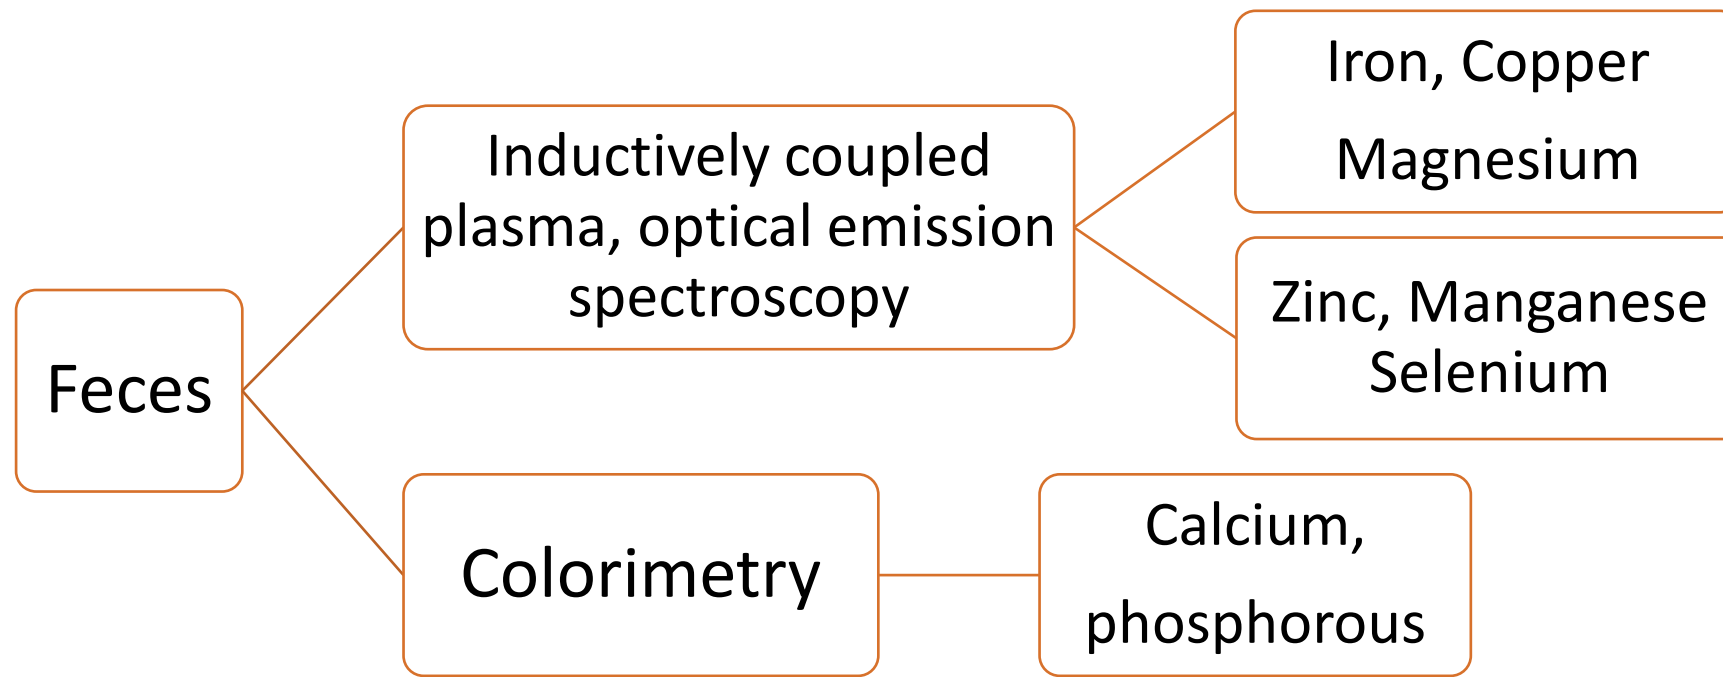 Feces
Inductively coupled
plasma, optical emission
spectroscopy
Iron, Copper
Magnesium
Zinc, Manganese
Selenium
Colorimetry
Calcium,
phosphorous